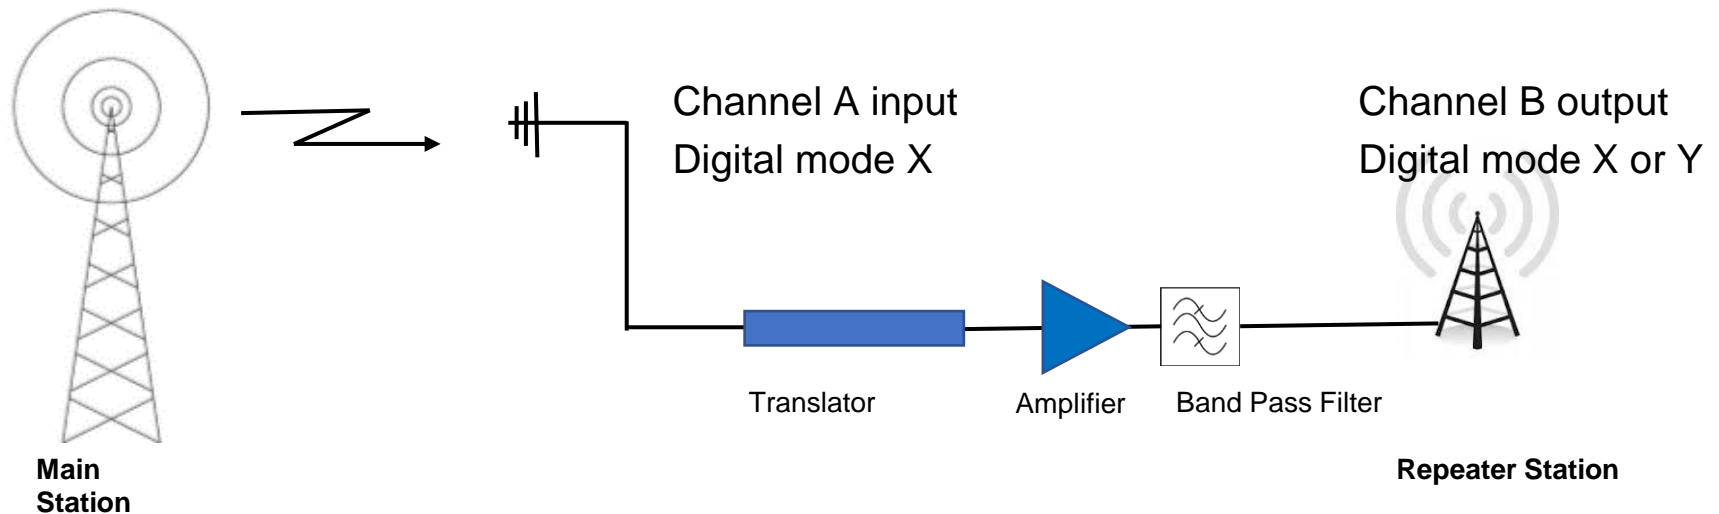 Channel A input
Digital mode X
Channel B output
Digital mode X or Y
Translator
Amplifier
Band Pass Filter
Main
Station
Repeater Station